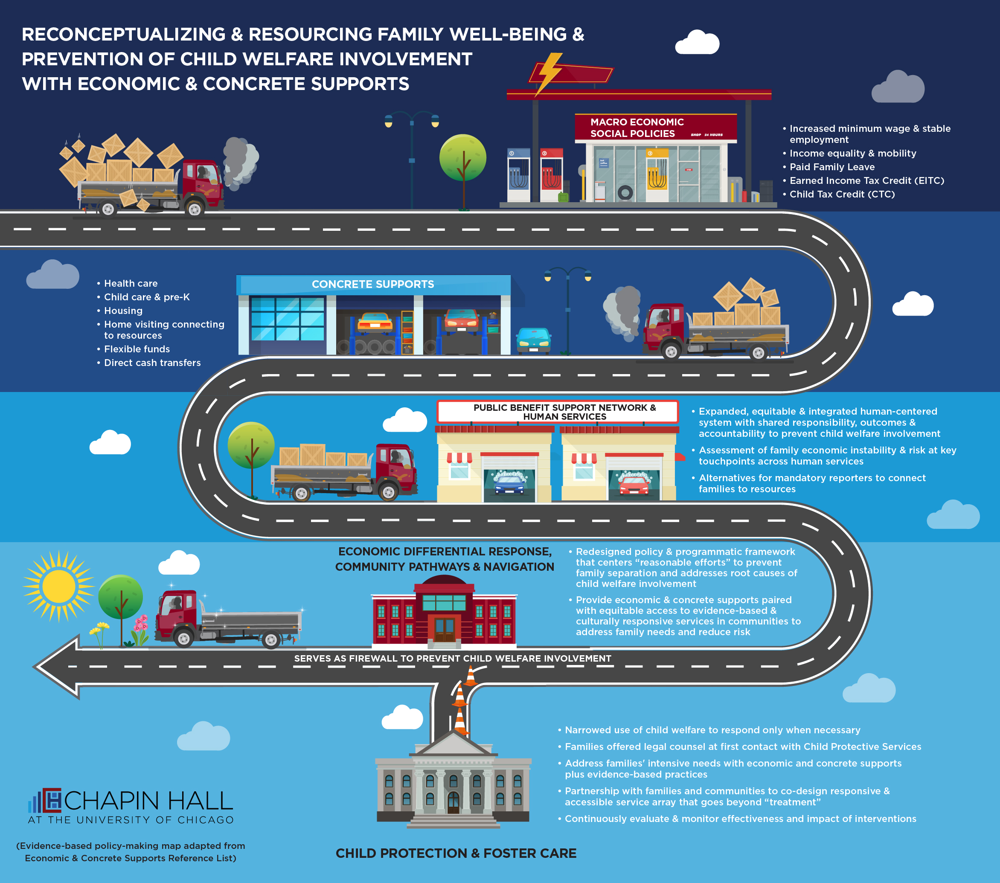 RECONCEPTUALIZING & RESOURCING FAMILY WELL-BEING &
PREVENTION OF CHILD WELFARE INVOLVEMENT
WITH ECONOMIC & CONCRETE SUPPORTS
MACRO ECONOMIC
SOCIAL POLICIES
SHOP 24 HOURS
1
2
3
hot
coffee
OPEN
• Increased minimum wage & stable
employment
• Income equality & mobility
• Paid Family Leave
• Earned Income Tax Credit (EITC)
• Child Tax Credit (CTC)
• Health care
• Child care & pre-K
• Housing
• Home visiting connecting
to resources
• Flexible funds
• Direct cash transfers
CONCRETE SUPPORTS
PUBLIC BENEFIT SUPPORT NETWORK &
HUMAN SERVICES
• Expanded, equitable & integrated human-centered
system with shared responsibility, outcomes &
accountability to prevent child welfare involvement
• Assessment of family economic instability & risk at key
touchpoints across human services
• Alternatives for mandatory reporters to connect
families to resources
ECONOMIC DIFFERENTIAL RESPONSE,
COMMUNITY PATHWAYS & NAVIGATION
• Redesigned policy & programmatic framework
that centers “reasonable efforts” to prevent
family separation and addresses root causes of
child welfare involvement
• Provide economic & concrete supports paired
with equitable access to evidence-based &
culturally responsive services in communities to
address family needs and reduce risk
SERVES AS FIREWALL TO PREVENT CHILD WELFARE INVOLVEMENT
• Narrowed use of child welfare to respond only when necessary
• Families offered legal counsel at first contact with Child Protective Services
• Address families' intensive needs with economic and concrete supports
plus evidence-based practices
• Partnership with families and communities to co-design responsive &
accessible service array that goes beyond “treatment”
• Continuously evaluate & monitor effectiveness and impact of interventions
CHILD PROTECTION & FOSTER CARE
CHAPIN HALL
AT THE UNIVERSITY OF CHICAGO
(Evidence-based policy-making map adapted from
Economic & Concrete Supports Reference List)